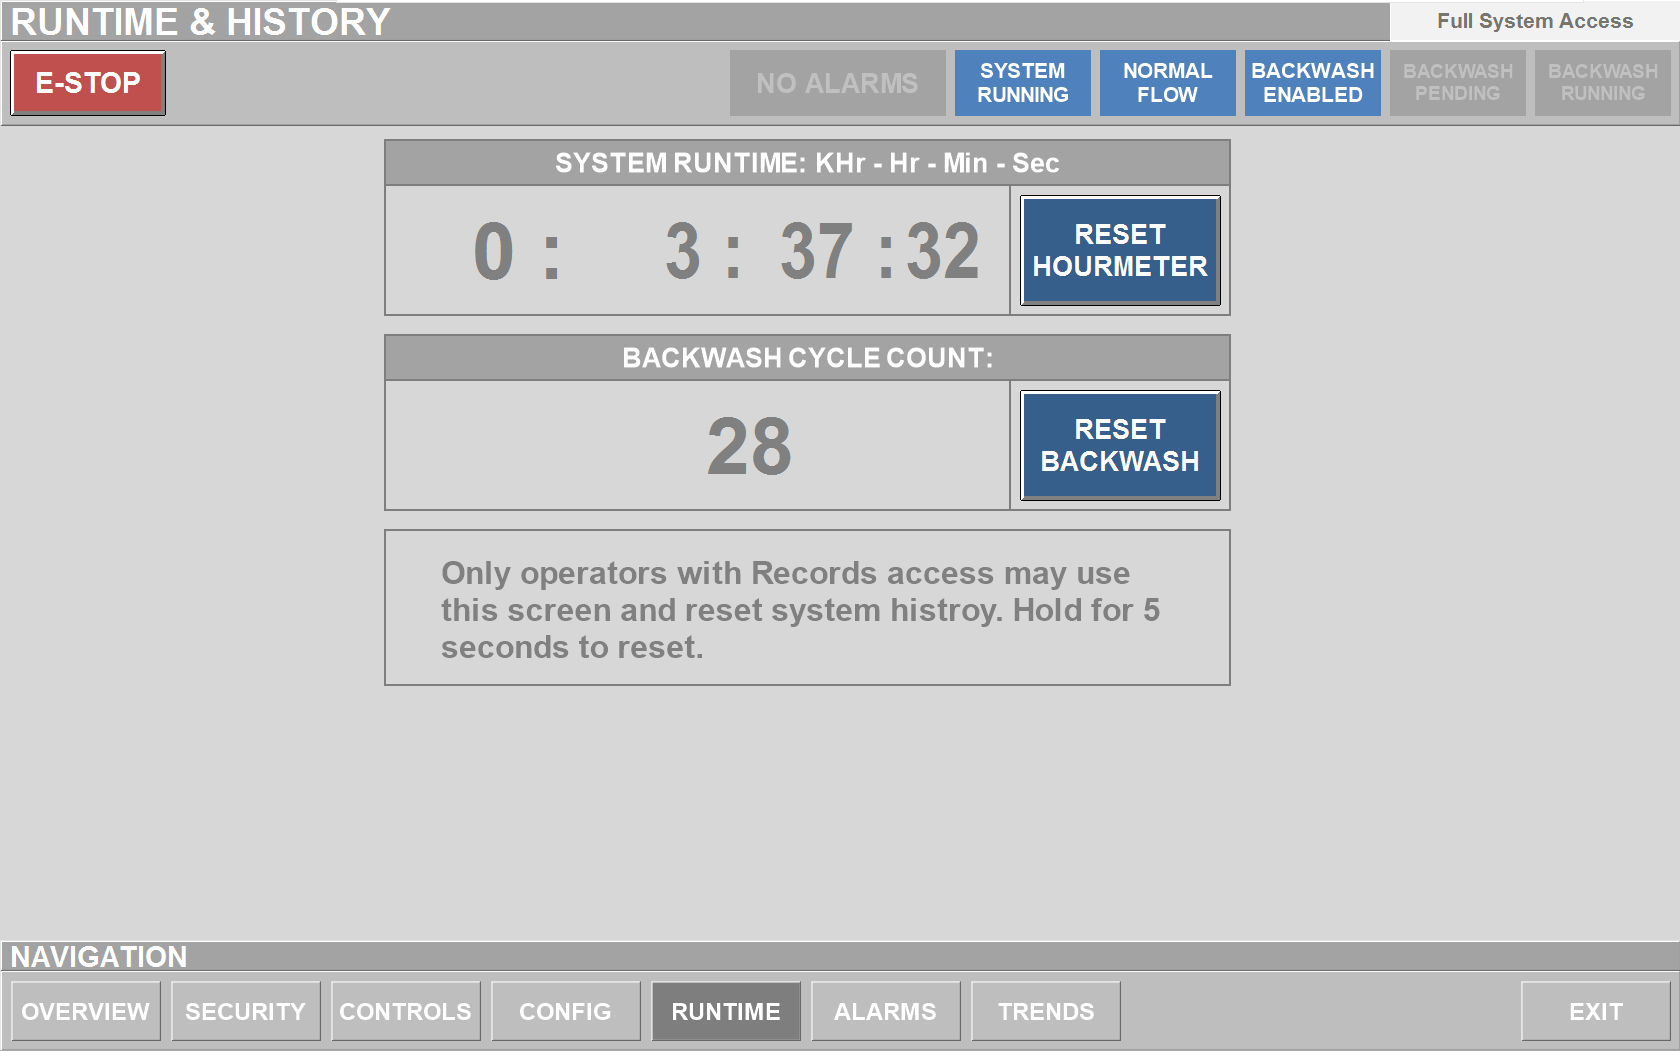 RUNTIME & HISTORY
Full System Access
E-STOP
NO ALARMS
SYSTEM
RUNNING
NORMAL
FLOW
BACKWASH
ENABLED
BACKWASH
PENDING
BACKWASH
RUNNING
SYSTEM RUNTIME: KHr - Hr - Min - Sec
0 : 3 : 37 : 32
RESET
HOURMETER
BACKWASH CYCLE COUNT:
28
RESET
BACKWASH
Only operators with Records access may use
this screen and reset system histroy. Hold for 5
seconds to reset.
NAVIGATION
OVERVIEW
SECURITY
CONTROLS
CONFIG
RUNTIME
ALARMS
TRENDS
EXIT